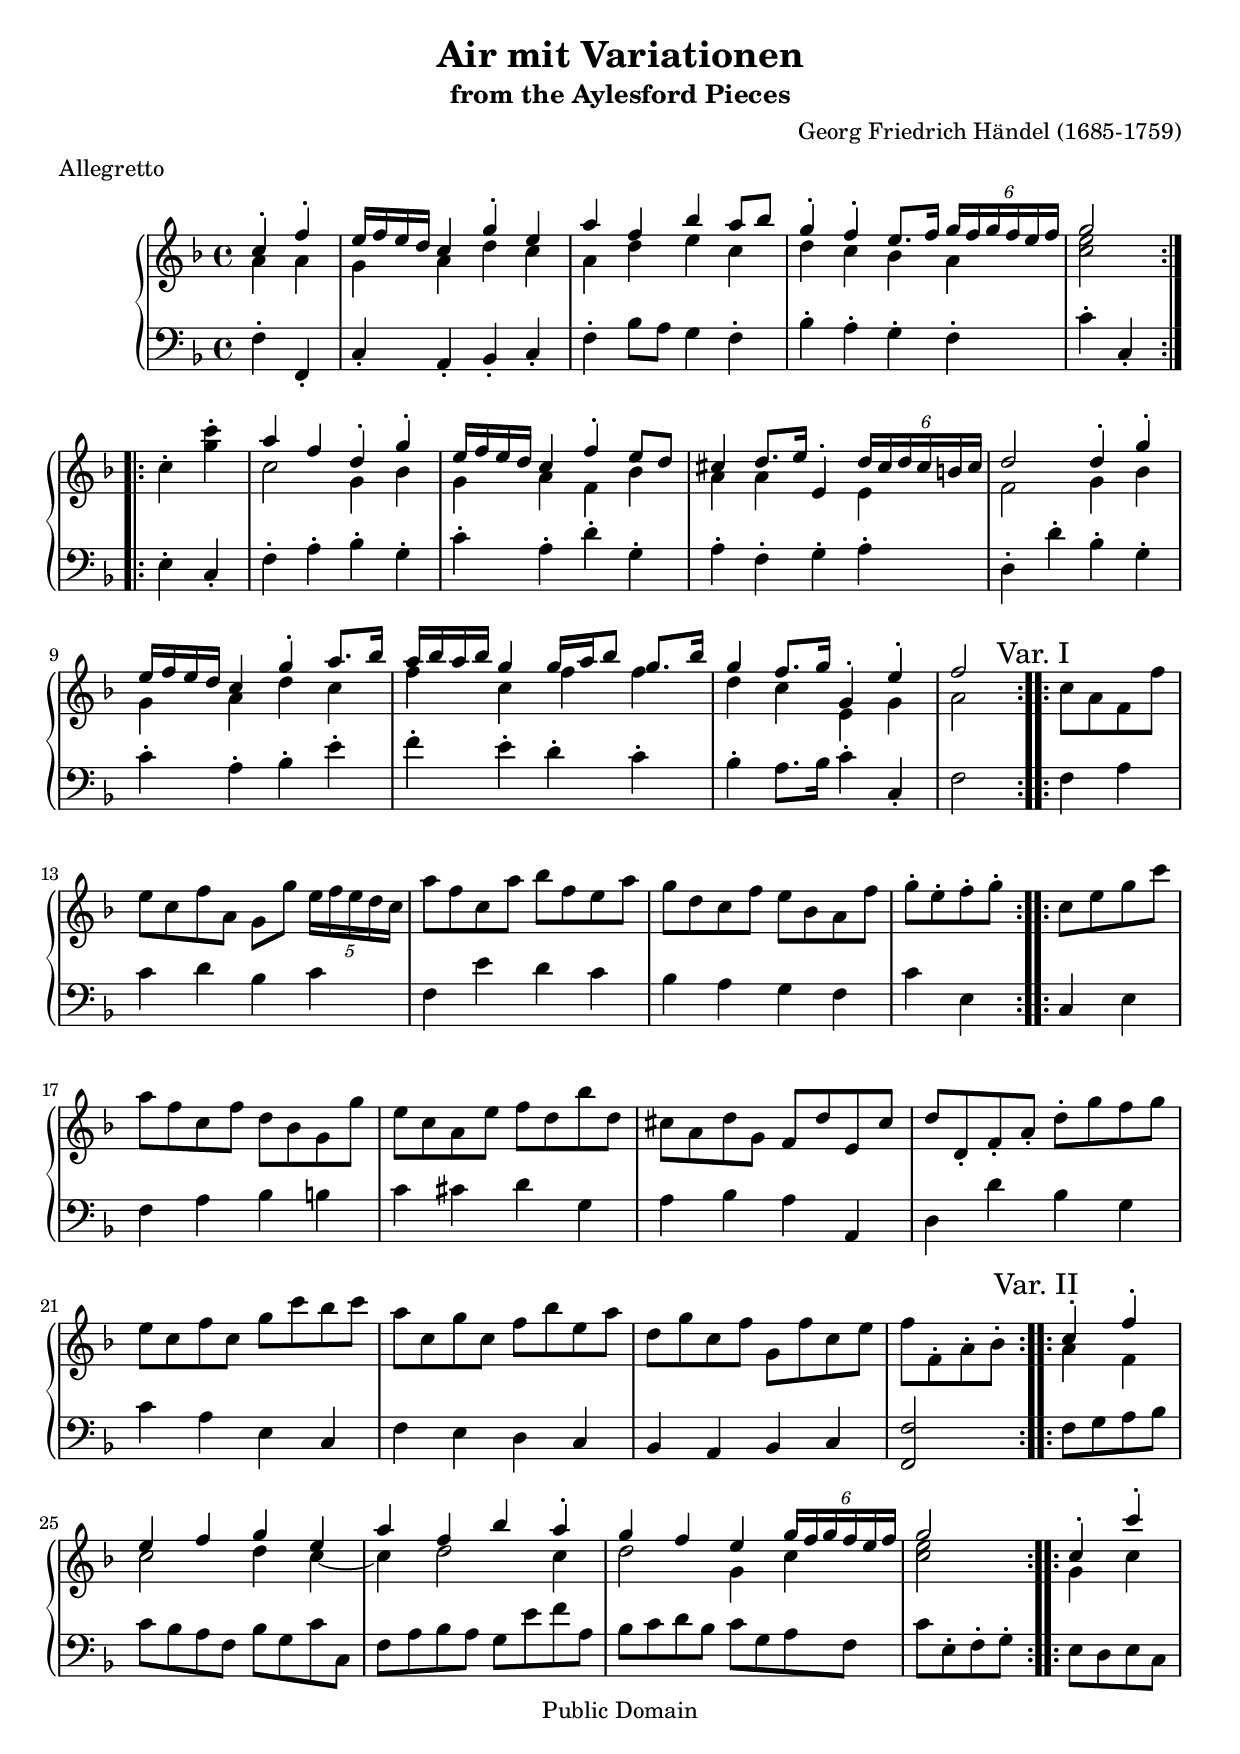 Air mit Variationen
from the Aylesford Pieces
Georg Friedrich Händel (1685-1759)
Allegretto
6
6
9
Var. I
13
5
17
21
Var. II
25
6
Public Domain